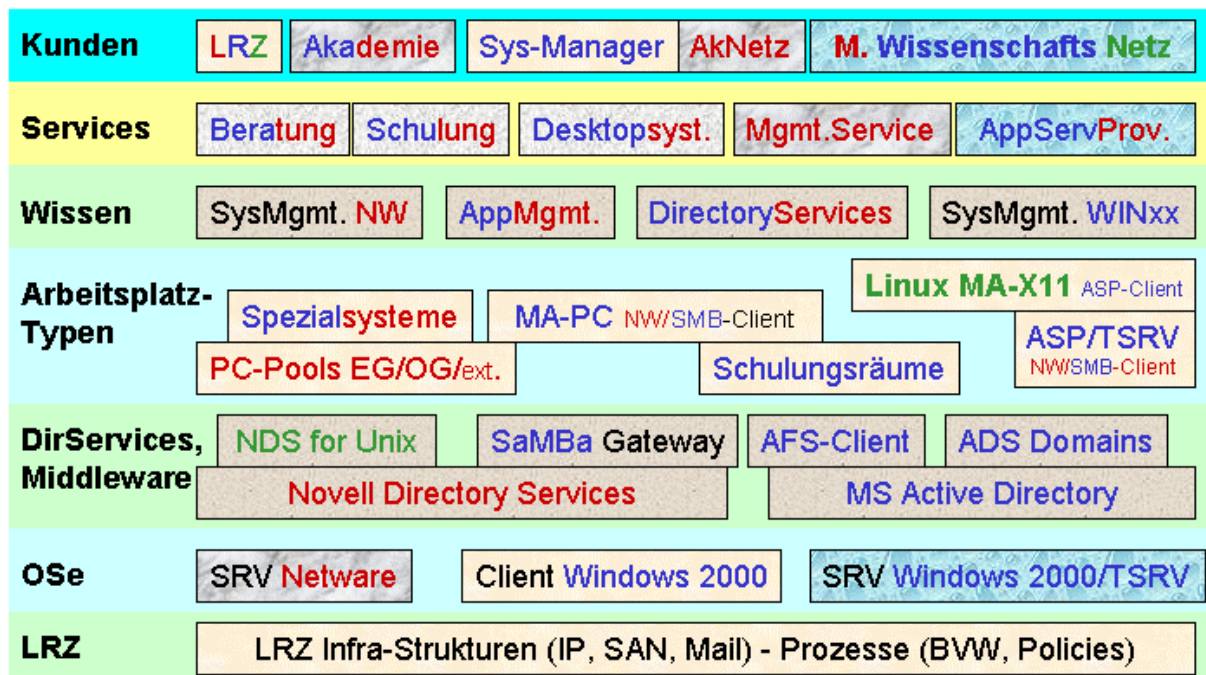 Kunden LRZ Akademie Sys-Manager AkNetz M. Wissenschafts Netz
Services Beratung Schulung Desktopsyst. Mgmt.Service AppServProv.
Wissen SysMgmt. NW AppMgmt. DirectoryServices SysMgmt. WINxx
Arbeitsplatz-
Typen
Linux MA-X11 ASP-Client
Spezialsysteme MA-PC NW/SMB-Client
ASP/TSRV
NW/SMB-Client
PC-Pools EG/OG/ext. Schulungsräume
DirServices,
Middleware
NDS for Unix SaMBa Gateway AFS-Client ADS Domains
Novell Directory Services MS Active Directory
OSe SRV Netware Client Windows 2000 SRV Windows 2000/TSRV
LRZ LRZ Infra-Strukturen (IP, SAN, Mail) - Prozesse (BVW, Policies)